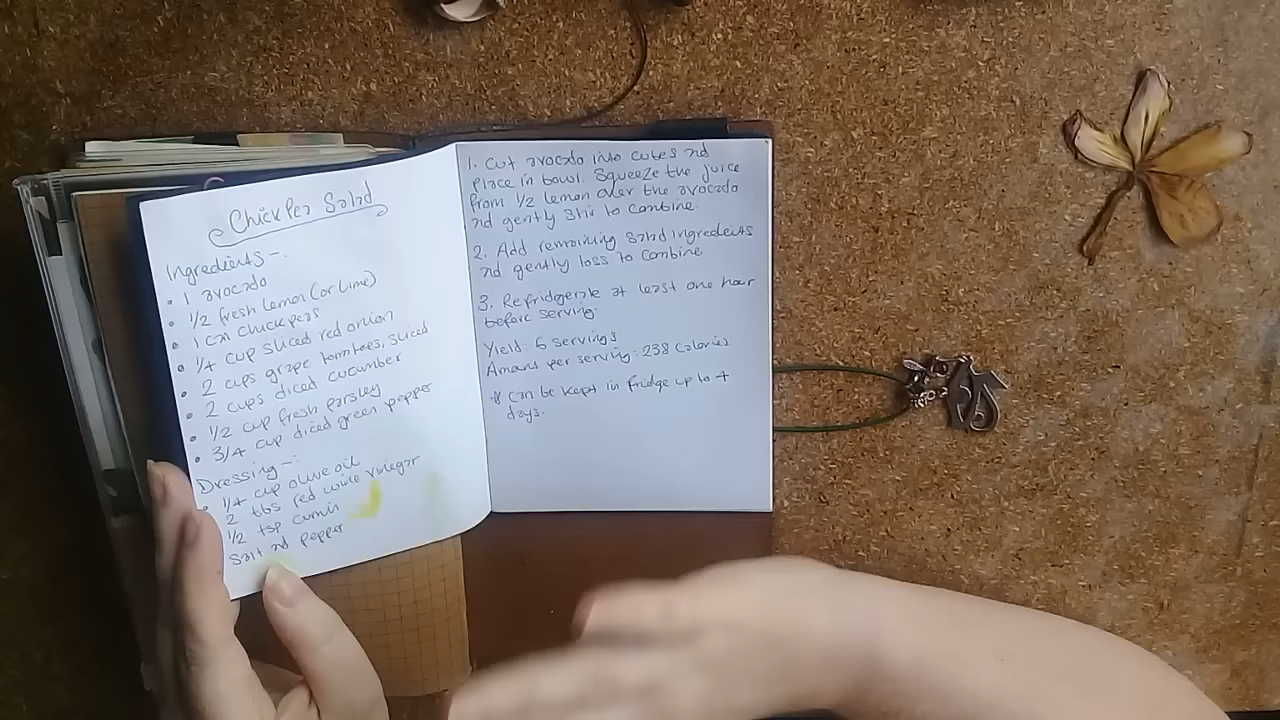 Chickpea Salad
Ingredients -:
• 1 avocado
• 1/2 fresh lemon (or lime)
• 1 can chickpeas
• 1/4 cup sliced red onion
• 2 cups grape tomatoes, sliced
• 2 cups diced cucumber
• 1/2 cup fresh parsley
• 3/4 cup diced green pepper
Dressing -:
• 1/4 cup olive oil
2 tbs red wine vinegar
1/2 tsp cumin
Salt nd pepper
1. Cut avocado into cubes nd
place in bowl. Squeeze the juice
from 1/2 lemon over the avocado
nd gently stir to combine.
2. Add remaining salad ingredients
nd gently toss to combine.
3. Refridgerate at least one hour
before serving.
Yield: 6 servings
Amount per serving: 238 calories
* Can be kept in fridge up to 4
days.